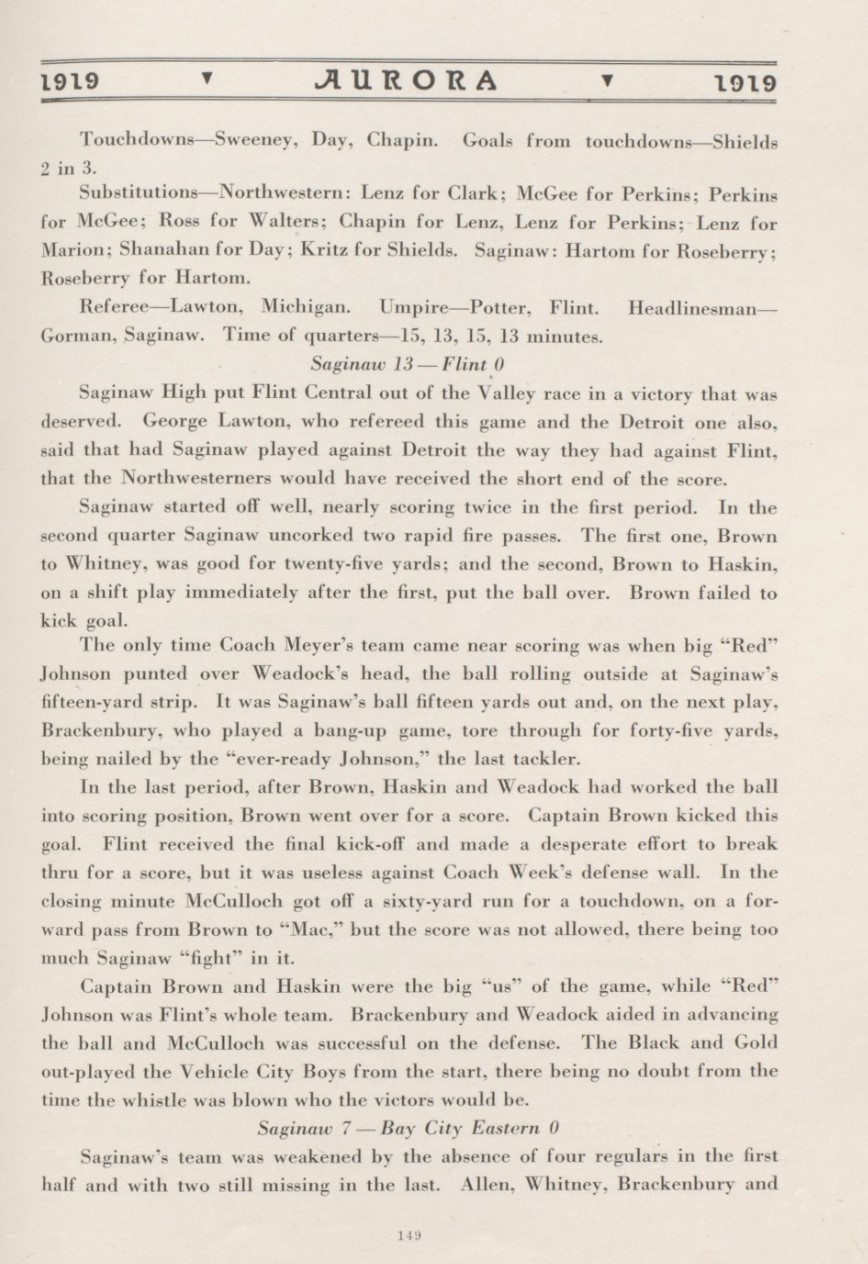 1919 ▼ AURORA ▼ 1919
Touchdowns—Sweeney, Day, Chapin. Goals from touchdowns—Shields
2 in 3.
Substitutions—Northwestern: Lenz for Clark; McGee for Perkins; Perkins
for McGee; Ross for Walters; Chapin for Lenz, Lenz for Perkins; Lenz for
Marion; Shanahan for Day; Kritz for Shields. Saginaw: Hartom for Roseberry;
Roseberry for Hartom.
Referee—Lawton, Michigan. Umpire—Potter, Flint. Headlinesman—
Gorman, Saginaw. Time of quarters—15, 13, 15, 13 minutes.
Saginaw 13 — Flint 0
Saginaw High put Flint Central out of the Valley race in a victory that was
deserved. George Lawton, who refereed this game and the Detroit one also,
said that had Saginaw played against Detroit the way they had against Flint,
that the Northwesterners would have received the short end of the score.
Saginaw started off well, nearly scoring twice in the first period. In the
second quarter Saginaw uncorked two rapid fire passes. The first one, Brown
to Whitney, was good for twenty-five yards; and the second, Brown to Haskin,
on a shift play immediately after the first, put the ball over. Brown failed to
kick goal.
The only time Coach Meyer's team came near scoring was when big “Red”
Johnson punted over Weadock's head, the ball rolling outside at Saginaw's
fifteen-yard strip. It was Saginaw's ball fifteen yards out and, on the next play,
Brackenbury, who played a bang-up game, tore through for forty-five yards,
being nailed by the “ever-ready Johnson,” the last tackler.
In the last period, after Brown, Haskin and Weadock had worked the ball
into scoring position, Brown went over for a score. Captain Brown kicked this
goal. Flint received the final kick-off and made a desperate effort to break
thru for a score, but it was useless against Coach Week's defense wall. In the
closing minute McCulloch got off a sixty-yard run for a touchdown, on a for-
ward pass from Brown to “Mac,” but the score was not allowed, there being too
much Saginaw “fight” in it.
Captain Brown and Haskin were the big “us” of the game, while “Red”
Johnson was Flint's whole team. Brackenbury and Weadock aided in advancing
the ball and McCulloch was successful on the defense. The Black and Gold
out-played the Vehicle City Boys from the start, there being no doubt from the
time the whistle was blown who the victors would be.
Saginaw 7 — Bay City Eastern 0
Saginaw's team was weakened by the absence of four regulars in the first
half and with two still missing in the last. Allen, Whitney, Brackenbury and
149